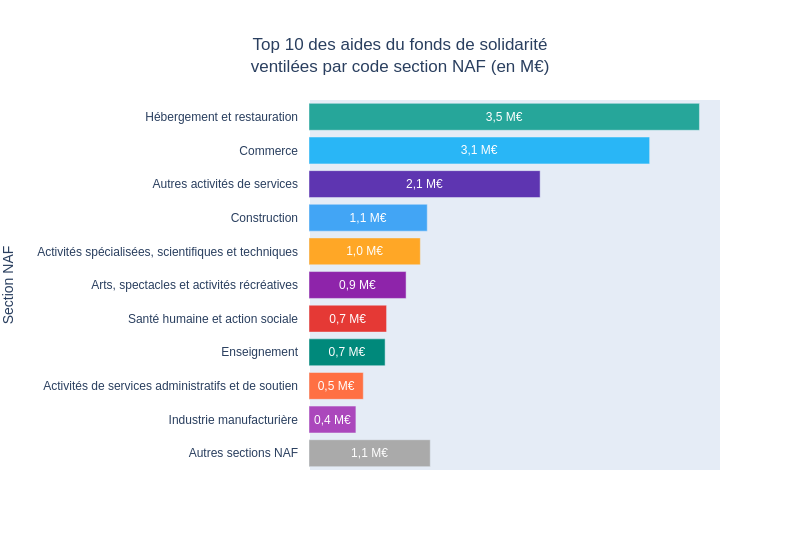 Top 10 des aides du fonds de solidarité
ventilées par code section NAF (en M€)
Section NAF
Hébergement et restauration 3,5 M€
Commerce 3,1 M€
Autres activités de services 2,1 M€
Construction 1,1 M€
Activités spécialisées, scientifiques et techniques 1,0 M€
Arts, spectacles et activités récréatives 0,9 M€
Santé humaine et action sociale 0,7 M€
Enseignement 0,7 M€
Activités de services administratifs et de soutien 0,5 M€
Industrie manufacturière 0,4 M€
Autres sections NAF 1,1 M€